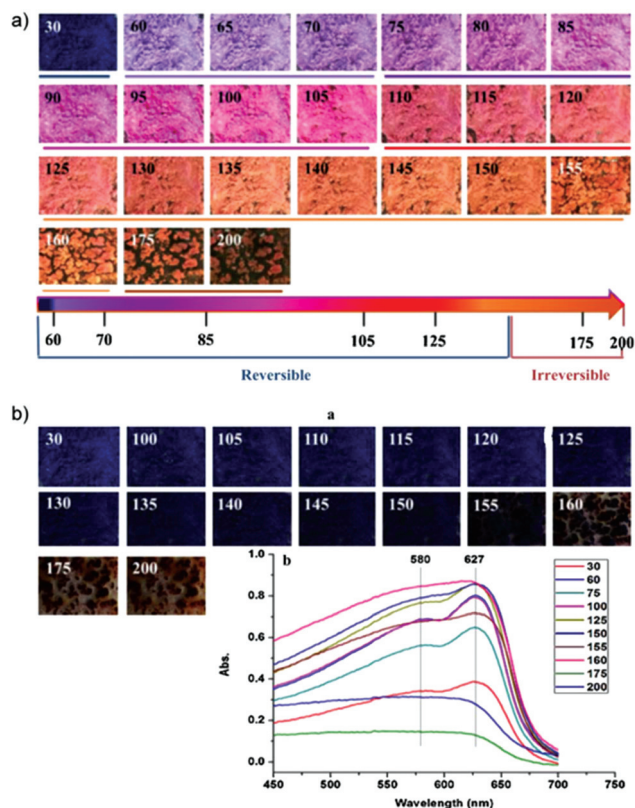 a)
30 60 65 70 75 80 85
90 95 100 105 110 115 120
125 130 135 140 145 150 155
160 175 200
60 70 85 105 125 175 200
Reversible Irreversible
b)
a
30 100 105 110 115 120 125
130 135 140 145 150 155 160
175 200
b
580 627
1.0
0.8
0.6
0.4
0.2
0.0
Abs.
30
60
75
100
125
150
155
160
175
200
450 500 550 600 650 700 750
Wavelength (nm)